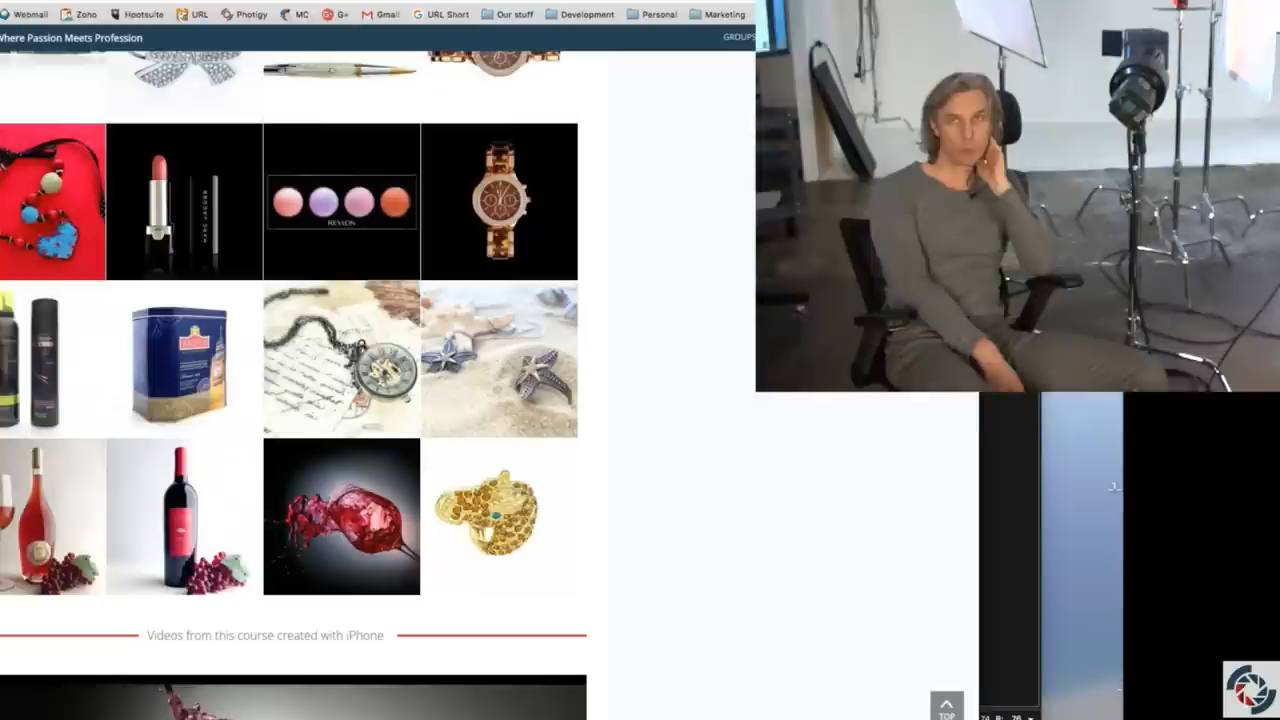 Webmail Zoho Hootsuite URL Photigy MC G+ Gmail URL Short Our stuff Development Personal Marketing
Where Passion Meets Profession
GROUPS
REVLON
Videos from this course created with iPhone
TOP